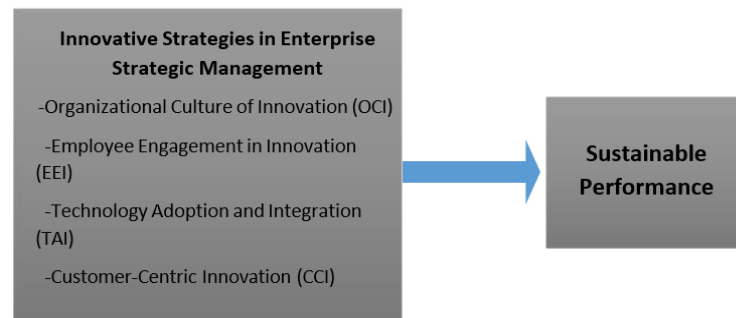 Innovative Strategies in Enterprise
Strategic Management
-Organizational Culture of Innovation (OCI)
-Employee Engagement in Innovation
(EEI)
-Technology Adoption and Integration
(TAI)
-Customer-Centric Innovation (CCI)
Sustainable
Performance